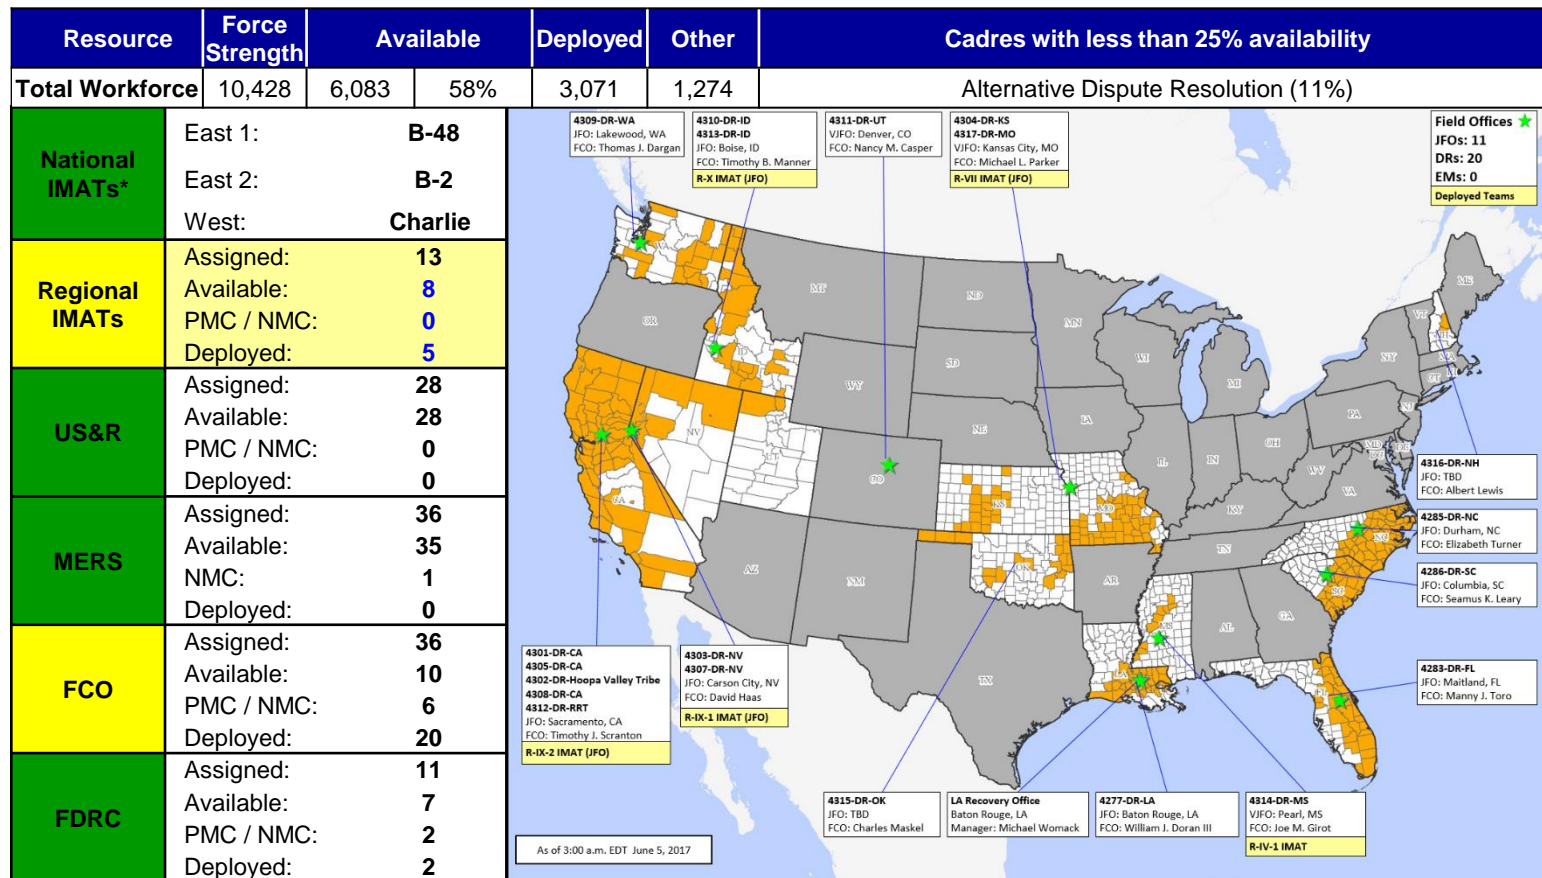 Resource
Force Strength
Available
Deployed
Other
Cadres with less than 25% availability
Total Workforce
10,428
6,083
58%
3,071
1,274
Alternative Dispute Resolution (11%)
National
IMATs*
East 1: B-48
East 2: B-2
West: Charlie
Regional
IMATs
Assigned: 13
Available: 8
PMC / NMC: 0
Deployed: 5
US&R
Assigned: 28
Available: 28
PMC / NMC: 0
Deployed: 0
MERS
Assigned: 36
Available: 35
NMC: 1
Deployed: 0
FCO
Assigned: 36
Available: 10
PMC / NMC: 6
Deployed: 20
FDRC
Assigned: 11
Available: 7
PMC / NMC: 2
Deployed: 2
4309-DR-WA
JFO: Lakewood, WA
FCO: Thomas J. Dargan
4310-DR-ID
4313-DR-ID
JFO: Boise, ID
FCO: Timothy B. Manner
R-X IMAT (JFO)
4311-DR-UT
VJFO: Denver, CO
FCO: Nancy M. Casper
4304-DR-KS
4317-DR-MO
VJFO: Kansas City, MO
FCO: Michael L. Parker
R-VII IMAT (JFO)
Field Offices
JFOs: 11
DRs: 20
EMs: 0
Deployed Teams
WA
OR
ID
MT
ND
MN
WI
MI
SD
WY
NE
IA
NV
UT
CO
KS
MO
IL
IN
OH
PA
NY
VT
NH
ME
MA
CT
NJ
MD
DE
WV
VA
KY
TN
NC
SC
GA
AL
MS
AR
LA
OK
TX
NM
AZ
CA
FL
4316-DR-NH
JFO: TBD
FCO: Albert Lewis
4285-DR-NC
JFO: Durham, NC
FCO: Elizabeth Turner
4286-DR-SC
JFO: Columbia, SC
FCO: Seamus K. Leary
4283-DR-FL
JFO: Maitland, FL
FCO: Manny J. Toro
4301-DR-CA
4305-DR-CA
4302-DR-Hoopa Valley Tribe
4308-DR-CA
4312-DR-RRT
JFO: Sacramento, CA
FCO: Timothy J. Scranton
R-IX-2 IMAT (JFO)
4303-DR-NV
4307-DR-NV
JFO: Carson City, NV
FCO: David Haas
R-IX-1 IMAT (JFO)
4315-DR-OK
JFO: TBD
FCO: Charles Maskel
LA Recovery Office
Baton Rouge, LA
Manager: Michael Womack
4277-DR-LA
JFO: Baton Rouge, LA
FCO: William J. Doran III
4314-DR-MS
VJFO: Pearl, MS
FCO: Joe M. Girot
R-IV-1 IMAT
As of 3:00 a.m. EDT June 5, 2017